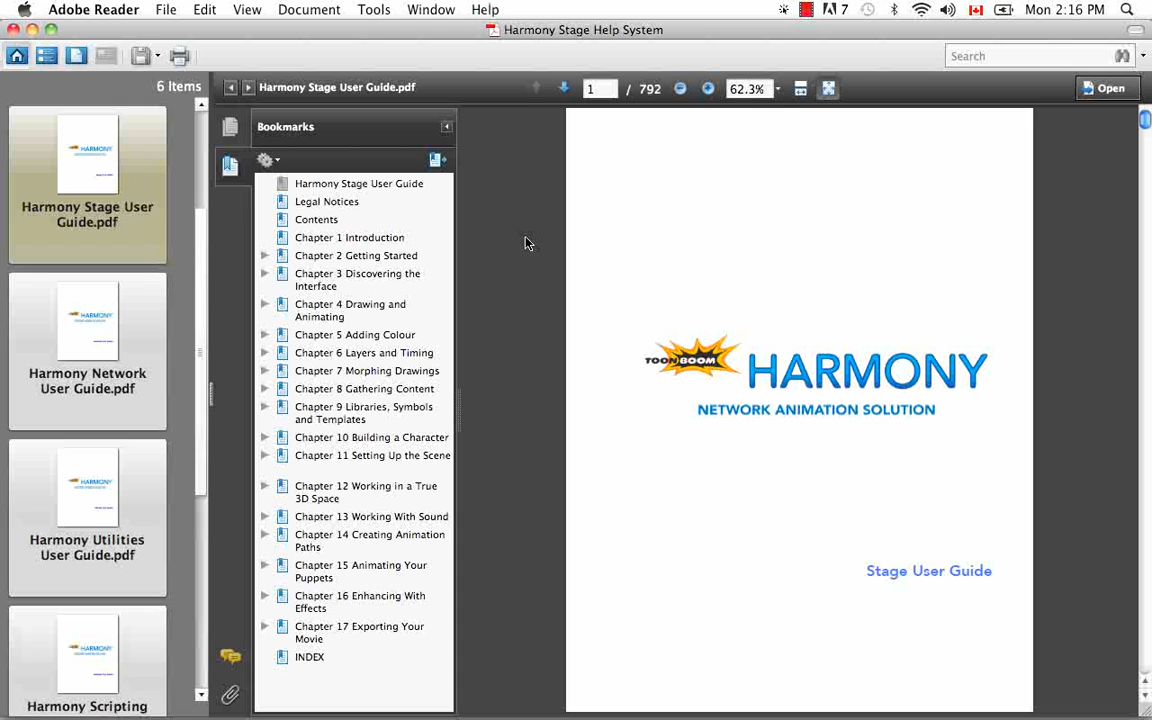 Adobe Reader File Edit View Document Tools Window Help
7 Mon 2:16 PM
Harmony Stage Help System
Search
6 Items
Harmony Stage User Guide.pdf
1 / 792 62.3% Open
Harmony Stage User
Guide.pdf
Harmony Network
User Guide.pdf
Harmony Utilities
User Guide.pdf
Harmony Scripting
Bookmarks
Harmony Stage User Guide
Legal Notices
Contents
Chapter 1 Introduction
Chapter 2 Getting Started
Chapter 3 Discovering the
Interface
Chapter 4 Drawing and
Animating
Chapter 5 Adding Colour
Chapter 6 Layers and Timing
Chapter 7 Morphing Drawings
Chapter 8 Gathering Content
Chapter 9 Libraries, Symbols
and Templates
Chapter 10 Building a Character
Chapter 11 Setting Up the Scene
Chapter 12 Working in a True
3D Space
Chapter 13 Working With Sound
Chapter 14 Creating Animation
Paths
Chapter 15 Animating Your
Puppets
Chapter 16 Enhancing With
Effects
Chapter 17 Exporting Your
Movie
INDEX
TOON BOOM HARMONY
NETWORK ANIMATION SOLUTION
Stage User Guide